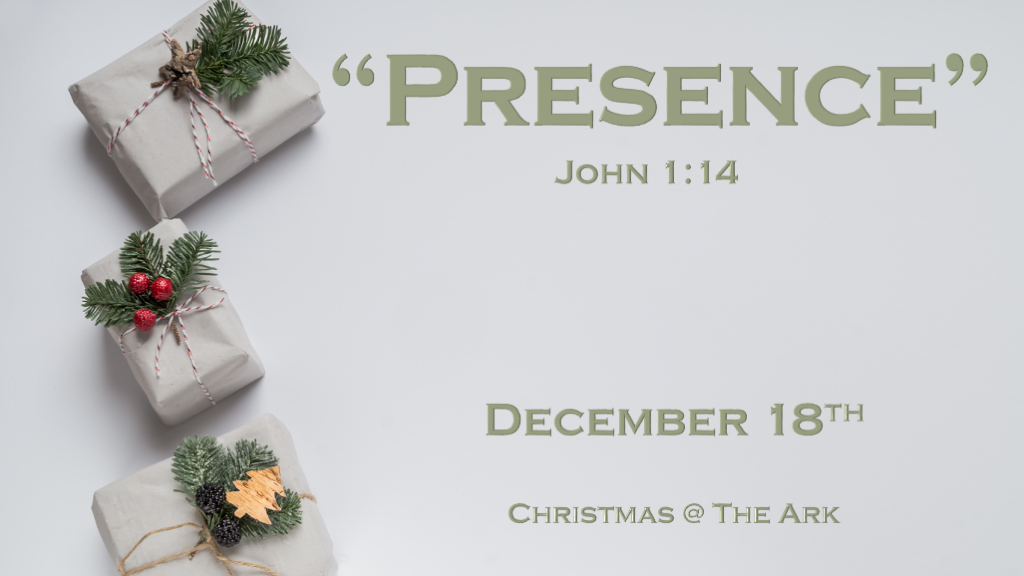 “Presence”
John 1:14
December 18th
Christmas @ The Ark